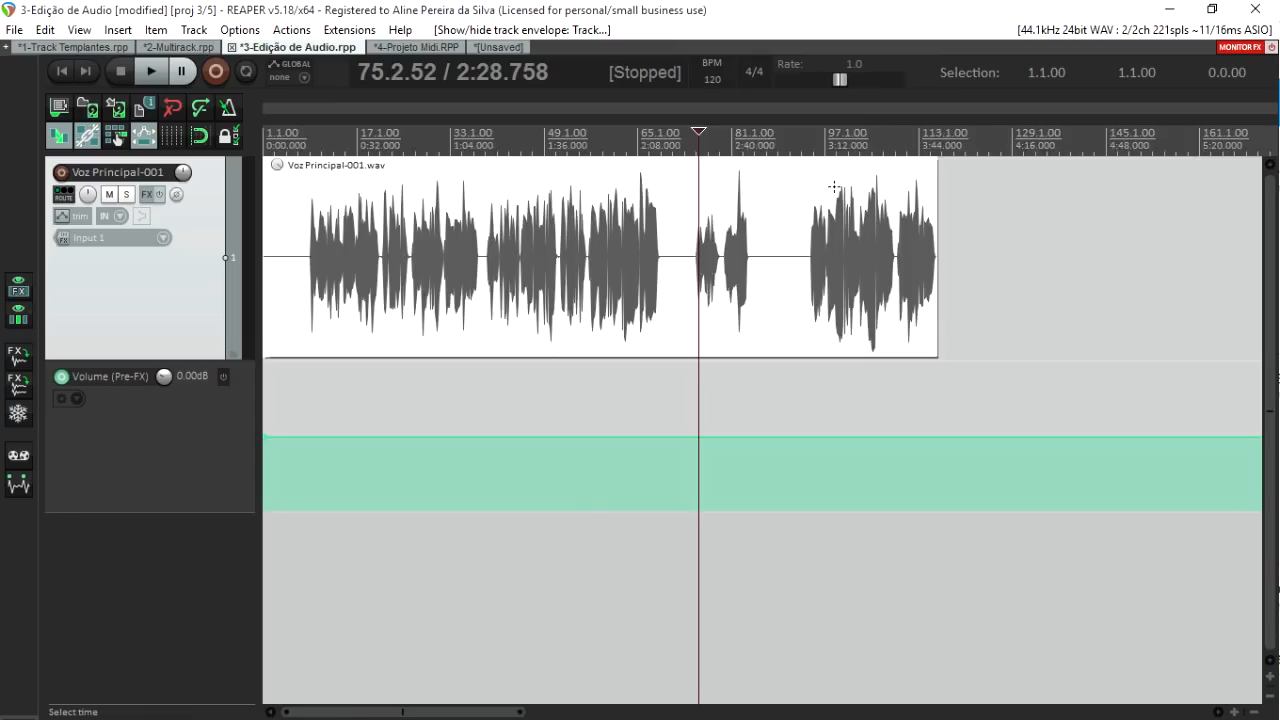 3-Edição de Audio [modified] [proj 3/5] - REAPER v5.18/x64 - Registered to Aline Pereira da Silva (Licensed for personal/small business use)
File Edit View Insert Item Track Options Actions Extensions Help [Show/hide track envelope: Track...] [44.1kHz 24bit WAV : 2/2ch 221spls ~11/16ms ASIO]
*1-Track Templantes.rpp *2-Multirack.rpp *3-Edição de Audio.rpp *4-Projeto Midi.RPP *[Unsaved] MONITOR FX
GLOBAL
none
75.2.52 / 2:28.758 [Stopped]
BPM
120
4/4
Rate: 1.0
Selection: 1.1.00 1.1.00 0.0.00
1.1.00 17.1.00 33.1.00 49.1.00 65.1.00 81.1.00 97.1.00 113.1.00 129.1.00 145.1.00 161.1.00
0:00.000 0:32.000 1:04.000 1:36.000 2:08.000 2:40.000 3:12.000 3:44.000 4:16.000 4:48.000 5:20.000
Voz Principal-001
Voz Principal-001.wav
ROUTE M S FX
trim IN
FX Input 1
1
Volume (Pre-FX) 0.00dB
FX
FX
FX
Select time